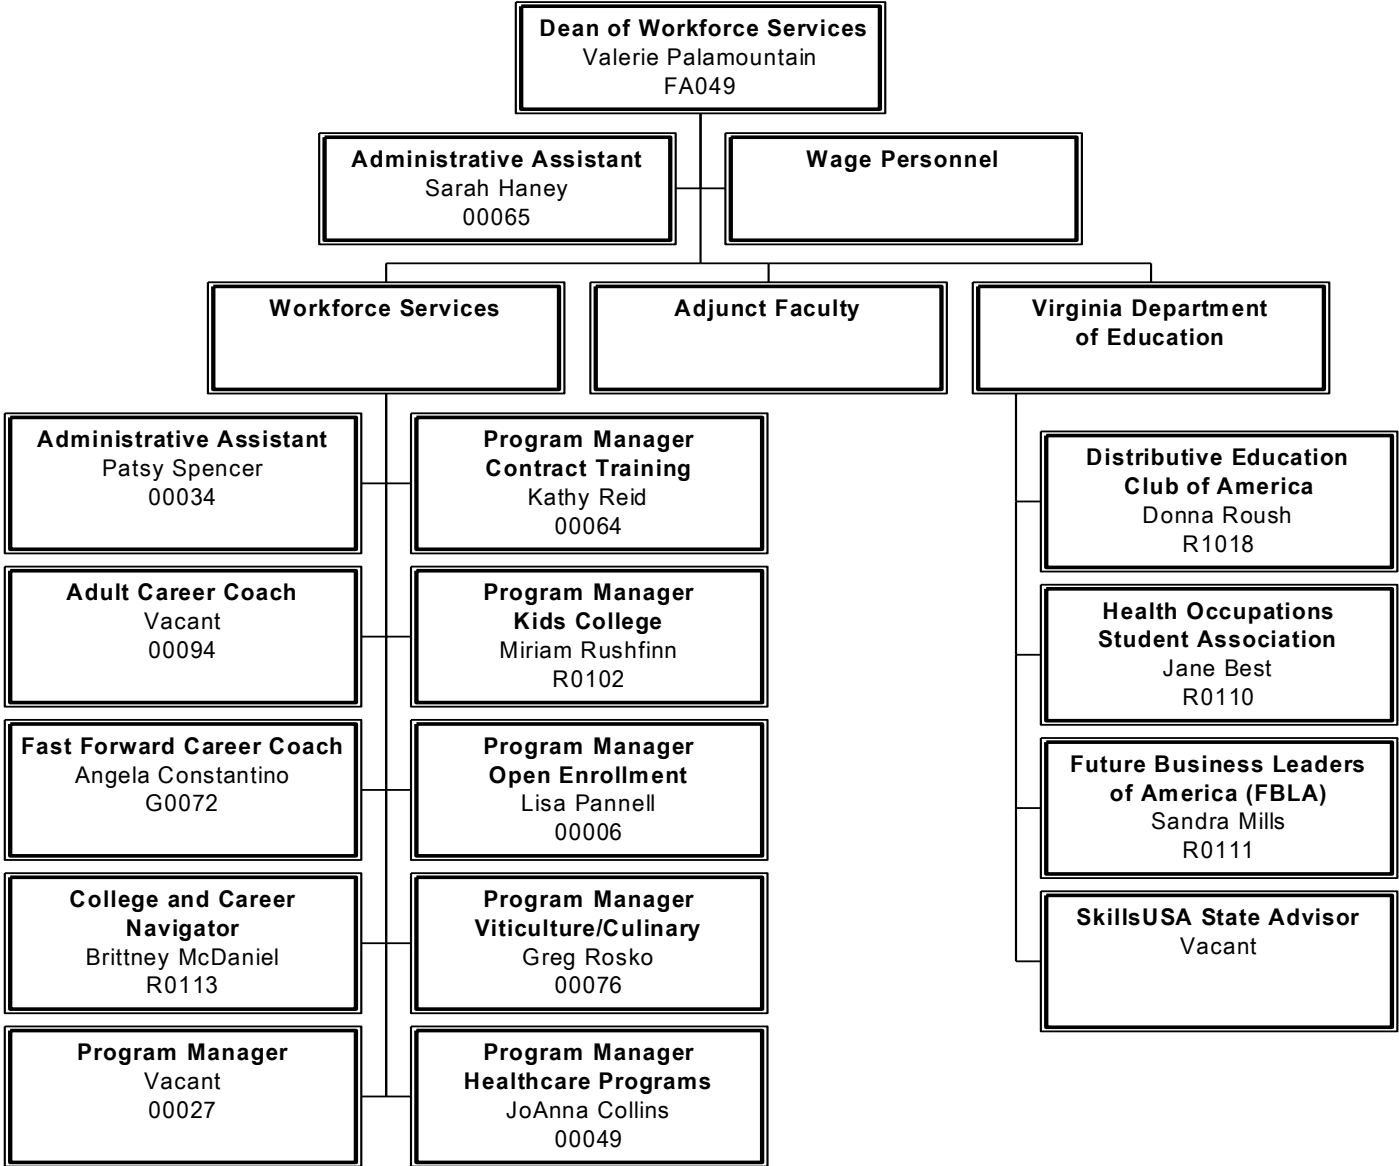 Dean of Workforce Services
Valerie Palamountain
FA049
Administrative Assistant
Sarah Haney
00065
Wage Personnel
Workforce Services
Adjunct Faculty
Virginia Department
of Education
Administrative Assistant
Patsy Spencer
00034
Program Manager
Contract Training
Kathy Reid
00064
Distributive Education
Club of America
Donna Roush
R1018
Adult Career Coach
Vacant
00094
Program Manager
Kids College
Miriam Rushfinn
R0102
Health Occupations
Student Association
Jane Best
R0110
Fast Forward Career Coach
Angela Constantino
G0072
Program Manager
Open Enrollment
Lisa Pannell
00006
Future Business Leaders
of America (FBLA)
Sandra Mills
R0111
College and Career
Navigator
Brittney McDaniel
R0113
Program Manager
Viticulture/Culinary
Greg Rosko
00076
SkillsUSA State Advisor
Vacant
Program Manager
Vacant
00027
Program Manager
Healthcare Programs
JoAnna Collins
00049